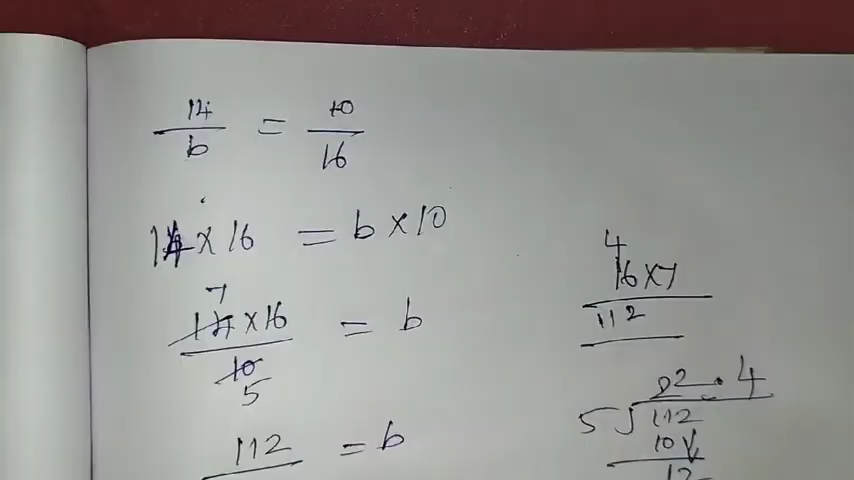 14/b = 10/16
14 × 16 = b × 10
7
14 × 16 / 10 = b
5
112 = b
4
16 × 7
112
22.4
5 ) 112
10
12